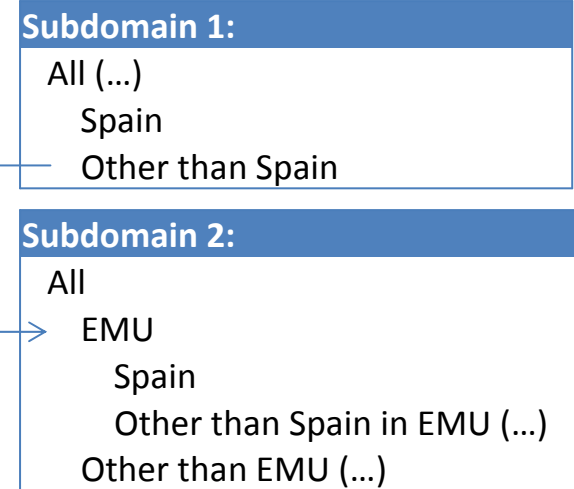 Subdomain 1:
All (…)
Spain
Other than Spain
Subdomain 2:
All
EMU
Spain
Other than Spain in EMU (…)
Other than EMU (…)